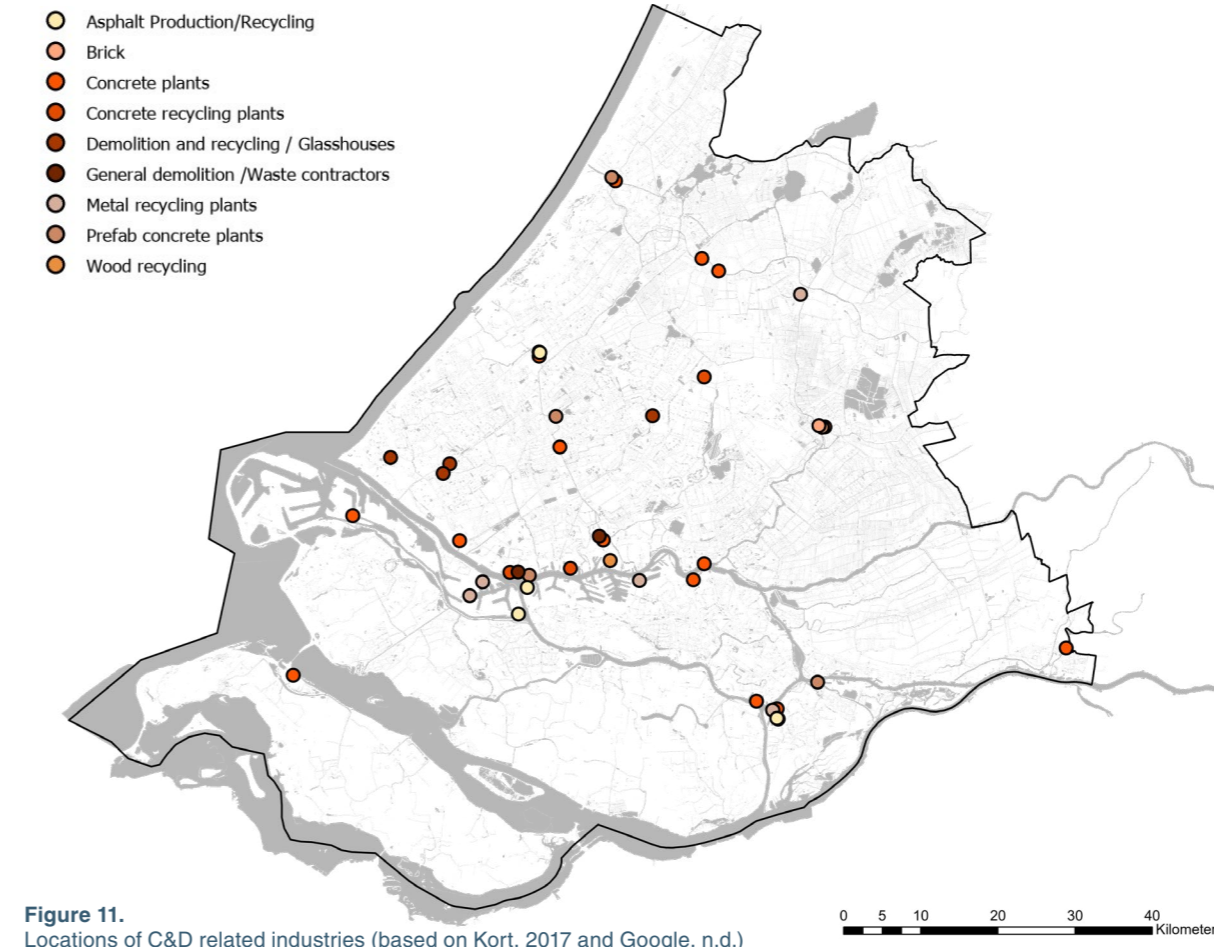 Asphalt Production/Recycling
Brick
Concrete plants
Concrete recycling plants
Demolition and recycling / Glasshouses
General demolition /Waste contractors
Metal recycling plants
Prefab concrete plants
Wood recycling
0 5 10 20 30 40
Kilometer
Figure 11.
Locations of C&D related industries (based on Kort, 2017 and Google, n.d.)